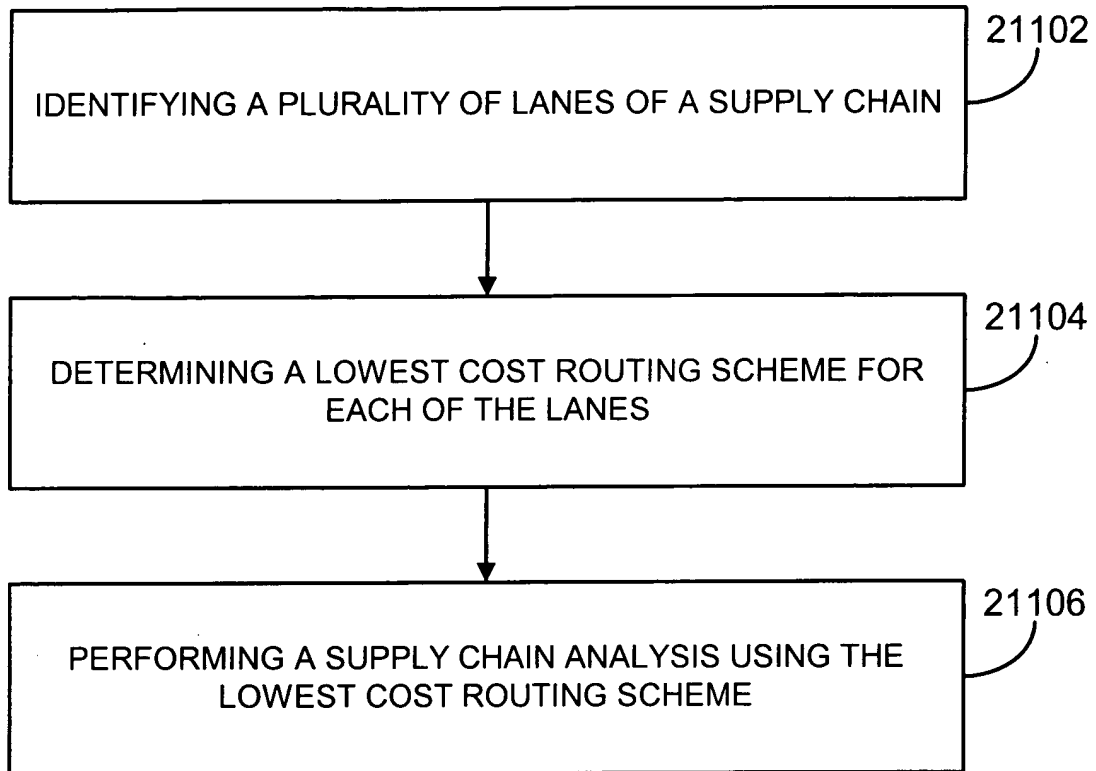 21102
IDENTIFYING A PLURALITY OF LANES OF A SUPPLY CHAIN
21104
DETERMINING A LOWEST COST ROUTING SCHEME FOR
EACH OF THE LANES
21106
PERFORMING A SUPPLY CHAIN ANALYSIS USING THE
LOWEST COST ROUTING SCHEME